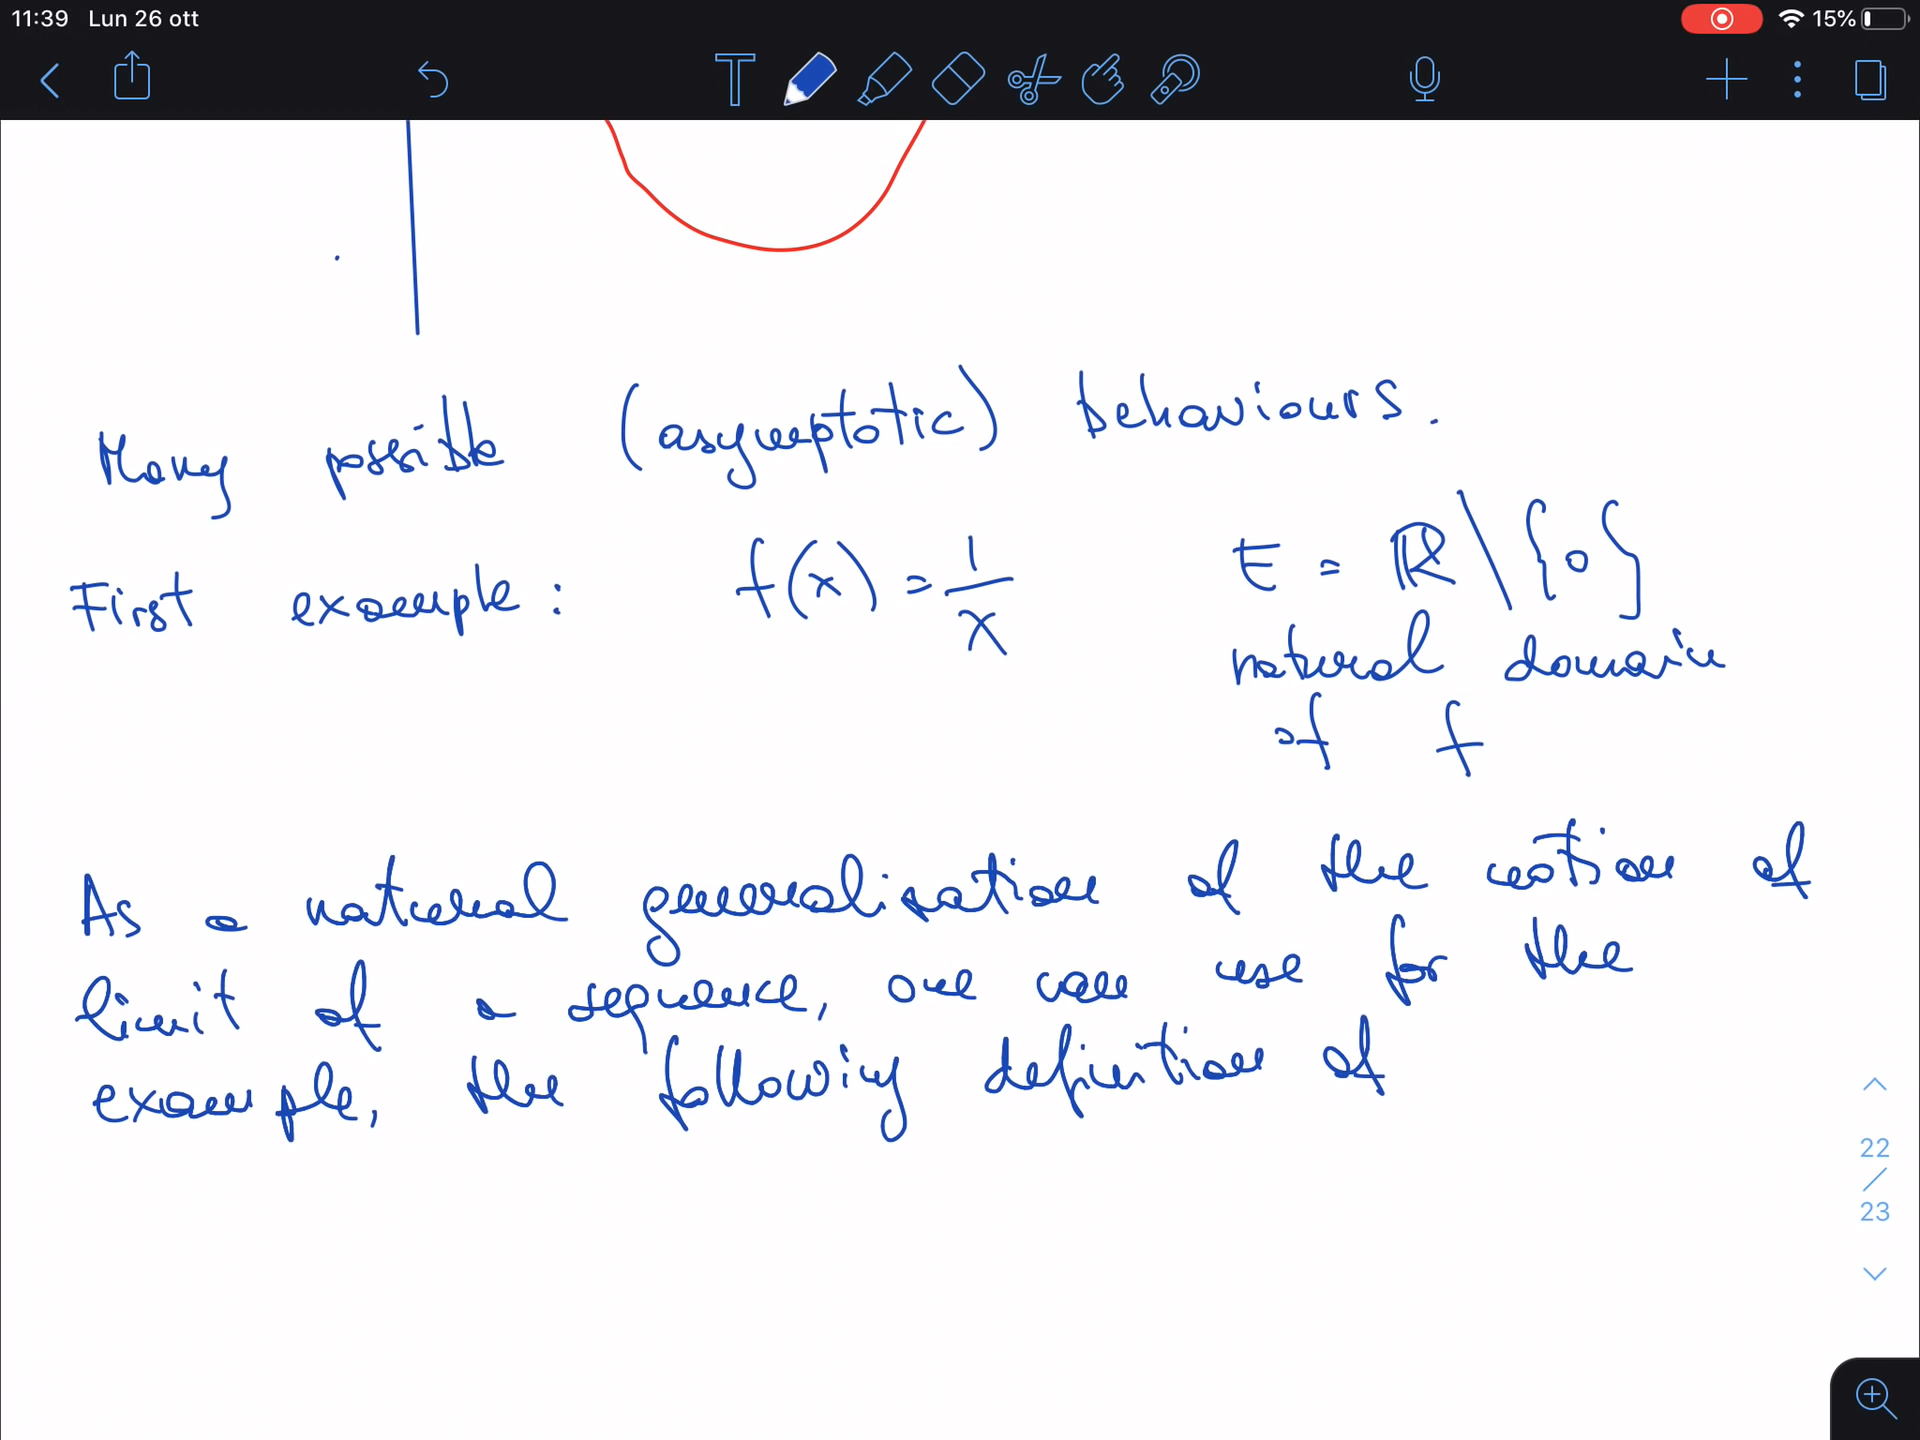 11:39 Lun 26 ott 15%
T
Many possible (asymptotic) behaviours.
First example: f(x) = 1/x E = ℝ \ {0}
natural domain
of f
As a natural generalisation of the notion of
limit of a sequence, one can use for the
example, the following definition of
22
/
23